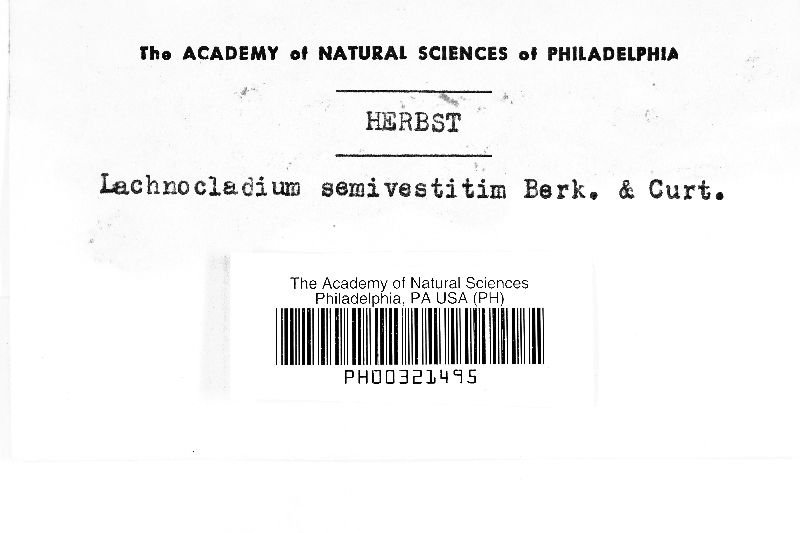 The ACADEMY of NATURAL SCIENCES of PHILADELPHIA
HERBST
Lachnocladium semivestitim Berk. & Curt.
The Academy of Natural Sciences
Philadelphia, PA USA (PH)
PH00321495